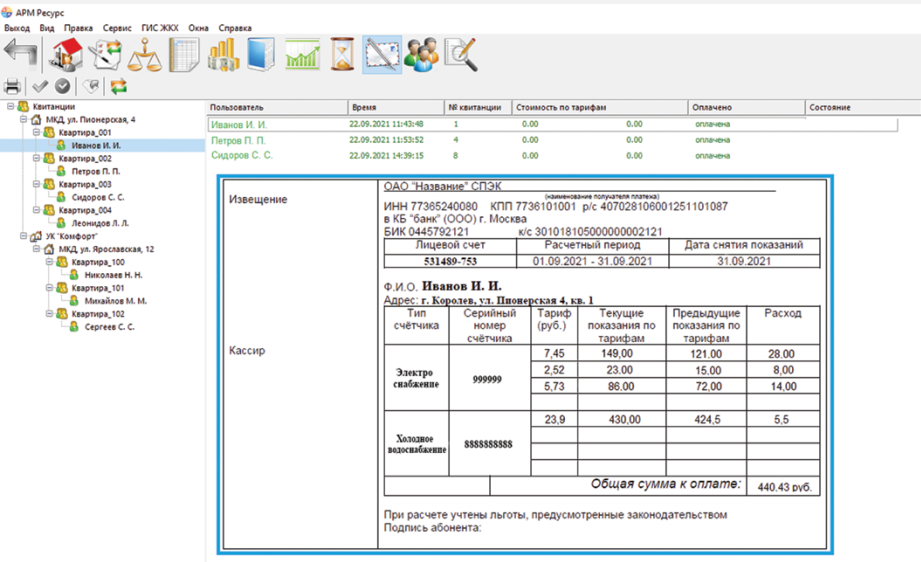 АРМ Ресурс
Выход Вид Правка Сервис ГИС ЖКХ Окна Справка
Пользователь Время № квитанции Стоимость по тарифам Оплачено Состояние
Иванов И. И. 22.09.2021 11:43:48 1 0.00 0.00 оплачена
Петров П. П. 22.09.2021 11:53:52 4 0.00 0.00 оплачена
Сидоров С. С. 22.09.2021 14:39:15 8 0.00 0.00 оплачена
Квитанции
МКД, ул. Пионерская, 4
Квартира_001
Иванов И. И.
Квартира_002
Петров П. П.
Квартира_003
Сидоров С. С.
Квартира_004
Леонидов Л. Л.
УК "Комфорт"
МКД, ул. Ярославская, 12
Квартира_100
Николаев Н. Н.
Квартира_101
Михайлов М. М.
Квартира_102
Сергеев С. С.
Извещение
Кассир
ОАО "Название" СПЭК
(наименование получателя платежа)
ИНН 77365240080 КПП 7736101001 р/с 407028106001251101087
в КБ "банк" (ООО) г. Москва
БИК 0445792121 к/с 3010181050000000002121
Лицевой счет Расчетный период Дата снятия показаний
531489-753 01.09.2021 - 31.09.2021 31.09.2021
Ф.И.О. Иванов И. И.
Адрес: г. Королев, ул. Пионерская 4, кв. 1
Тип Серийный Тариф Текущие Предыдущие Расход
счётчика номер (руб.) показания по показания по
счётчика тарифам тарифам
7,45 149,00 121.00 28.00
Электро снабжение 999999 2,52 23.00 15.00 8,00
5,73 86.00 72,00 14,00
23,9 430,00 424,5 5,5
Холодное
водоснабжение 8888888888
Общая сумма к оплате: 440,43 руб.
При расчете учтены льготы, предусмотренные законодательством
Подпись абонента: